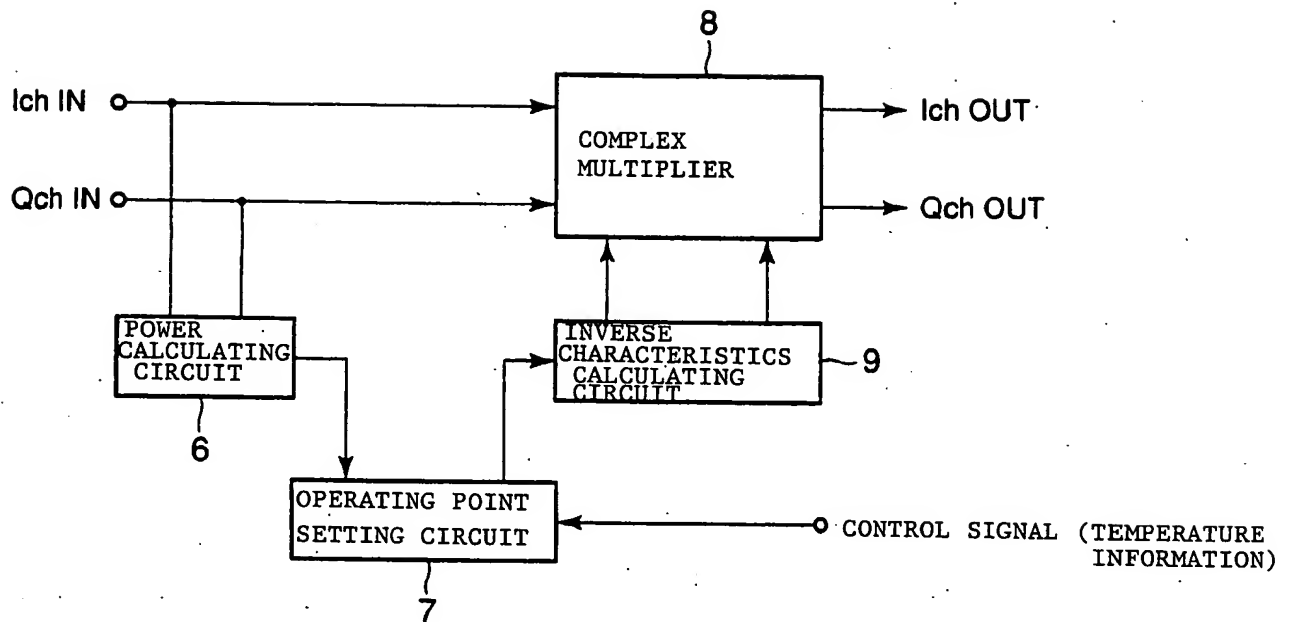 8
Ich IN
COMPLEX
MULTIPLIER
Ich OUT
Qch IN
Qch OUT
POWER
CALCULATING
CIRCUIT
6
INVERSE
CHARACTERISTICS
CALCULATING
CIRCUIT
9
OPERATING POINT
SETTING CIRCUIT
7
CONTROL SIGNAL (TEMPERATURE
INFORMATION)